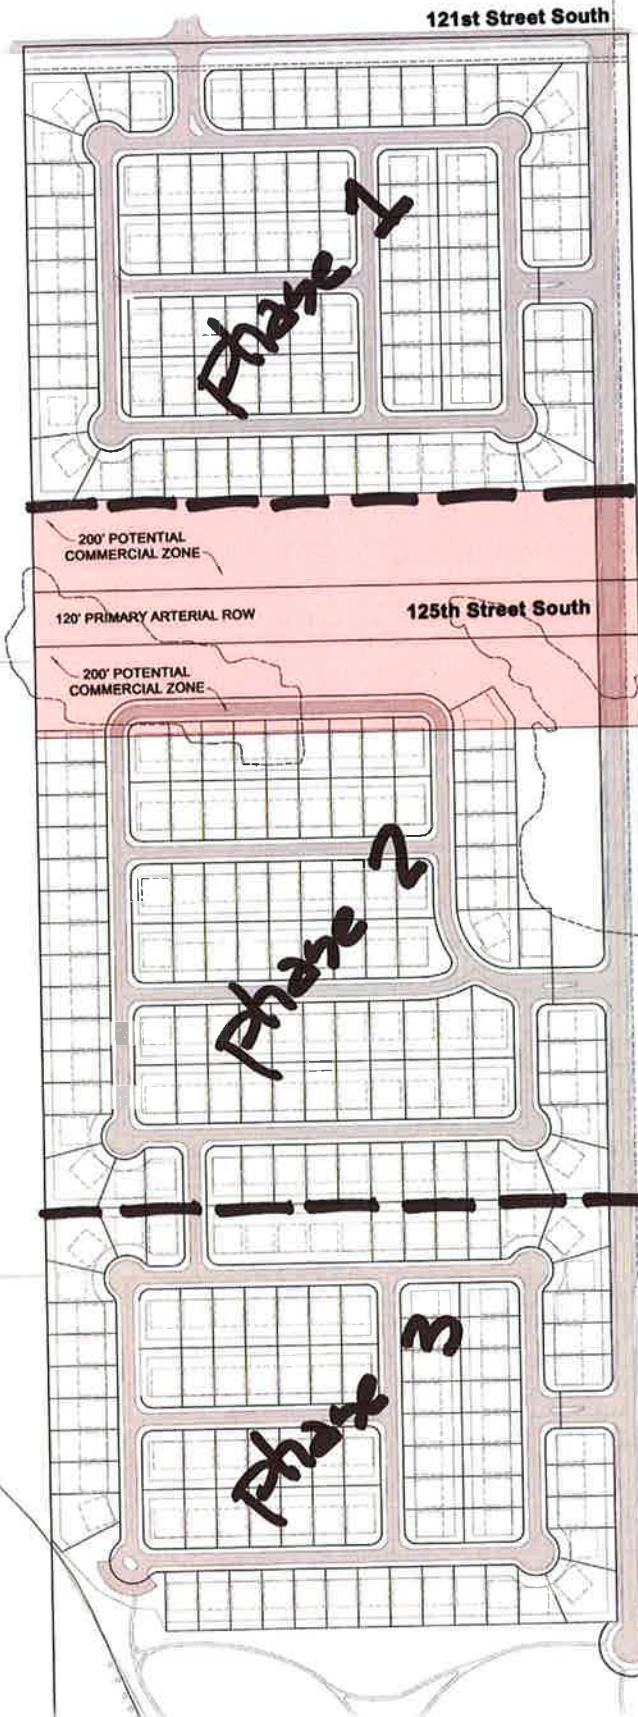 121st Street South
Phase 1
200' POTENTIAL
COMMERCIAL ZONE
120' PRIMARY ARTERIAL ROW
125th Street South
200' POTENTIAL
COMMERCIAL ZONE
Phase 2
Phase 3